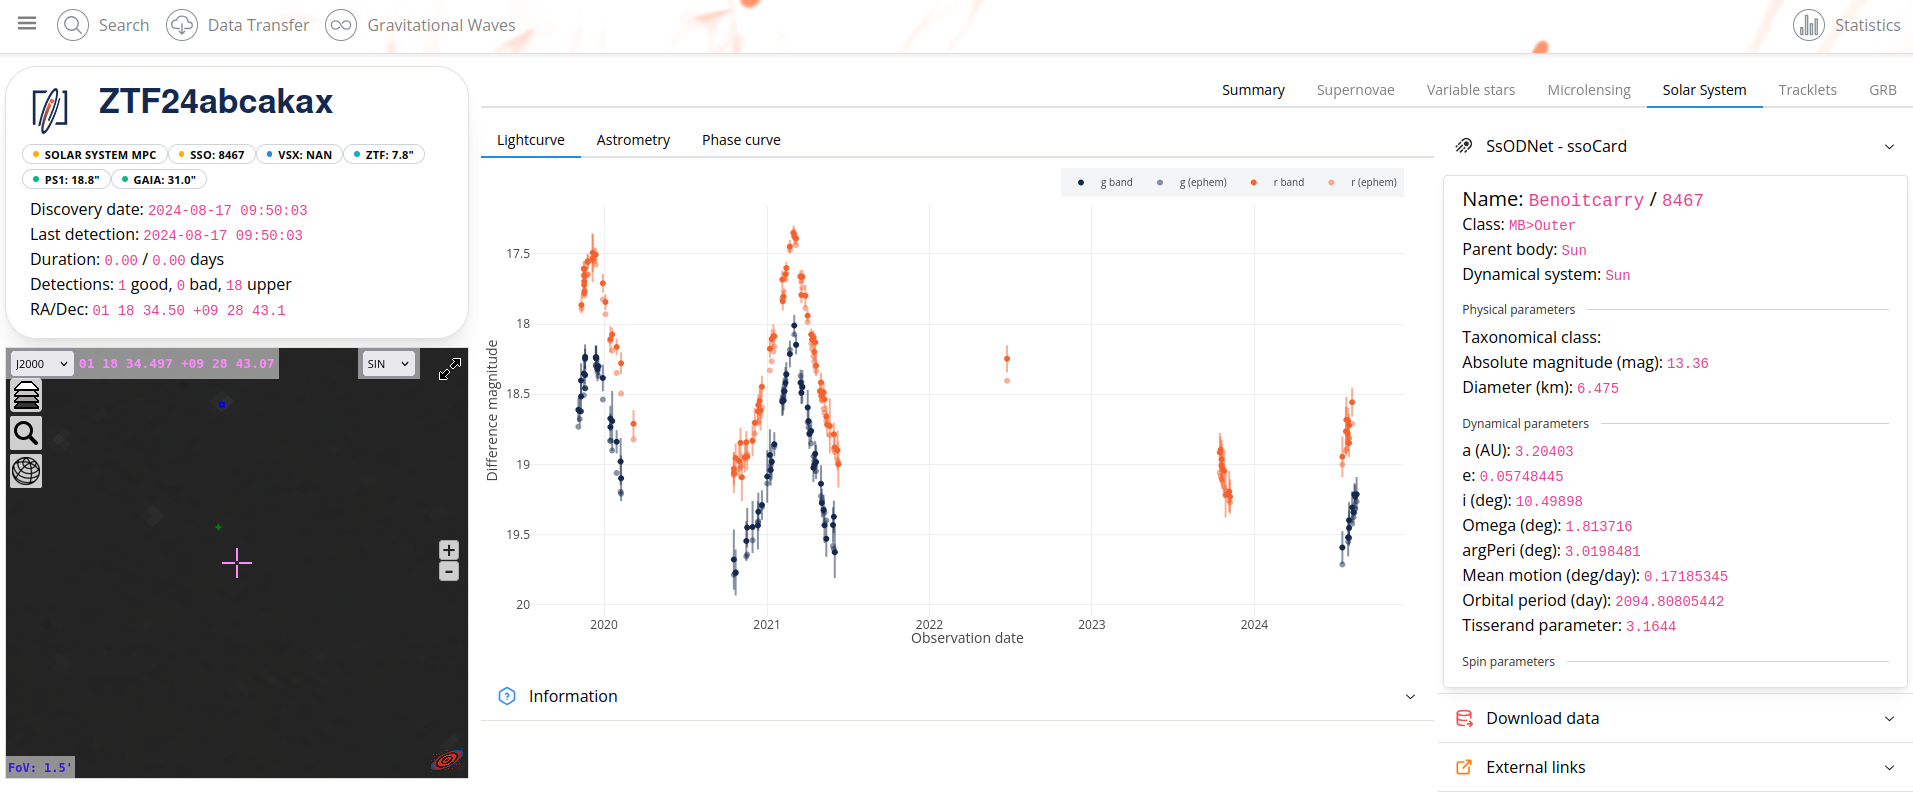 Search
Data Transfer
Gravitational Waves
Statistics
ZTF24abcakax
SOLAR SYSTEM MPC
SSO: 8467
VSX: NAN
ZTF: 7.8"
PS1: 18.8"
GAIA: 31.0"
Discovery date: 2024-08-17 09:50:03
Last detection: 2024-08-17 09:50:03
Duration: 0.00 / 0.00 days
Detections: 1 good, 0 bad, 18 upper
RA/Dec: 01 18 34.50 +09 28 43.1
J2000
01 18 34.497 +09 28 43.07
SIN
+
-
FoV: 1.5'
Summary
Supernovae
Variable stars
Microlensing
Solar System
Tracklets
GRB
Lightcurve
Astrometry
Phase curve
g band
g (ephem)
r band
r (ephem)
Difference magnitude
17.5
18
18.5
19
19.5
20
2020
2021
2022
2023
2024
Observation date
Information
SsODNet - ssoCard
Name: Benoitcarry / 8467
Class: MB>Outer
Parent body: Sun
Dynamical system: Sun
Physical parameters
Taxonomical class:
Absolute magnitude (mag): 13.36
Diameter (km): 6.475
Dynamical parameters
a (AU): 3.20403
e: 0.05748445
i (deg): 10.49898
Omega (deg): 1.813716
argPeri (deg): 3.0198481
Mean motion (deg/day): 0.17185345
Orbital period (day): 2094.80805442
Tisserand parameter: 3.1644
Spin parameters
Download data
External links